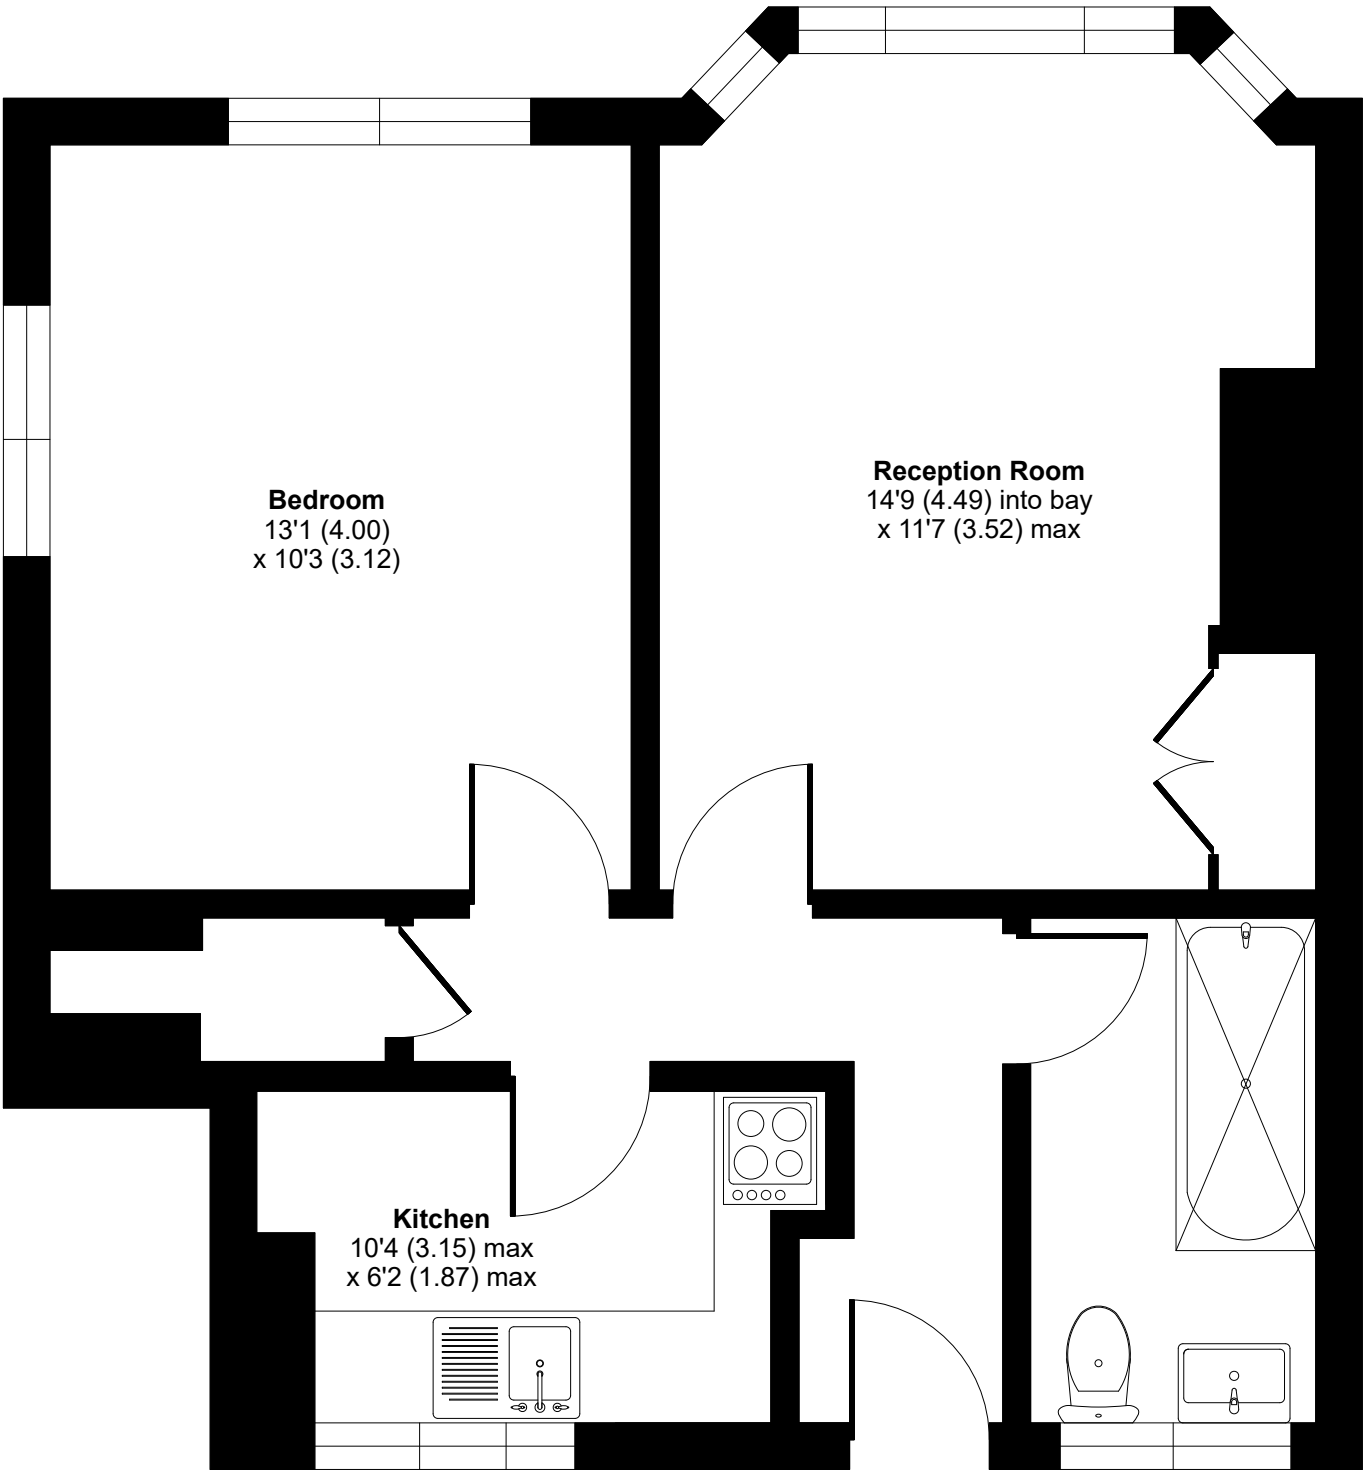 Bedroom
13'1 (4.00)
x 10'3 (3.12)
Reception Room
14'9 (4.49) into bay
x 11'7 (3.52) max
Kitchen
10'4 (3.15) max
x 6'2 (1.87) max